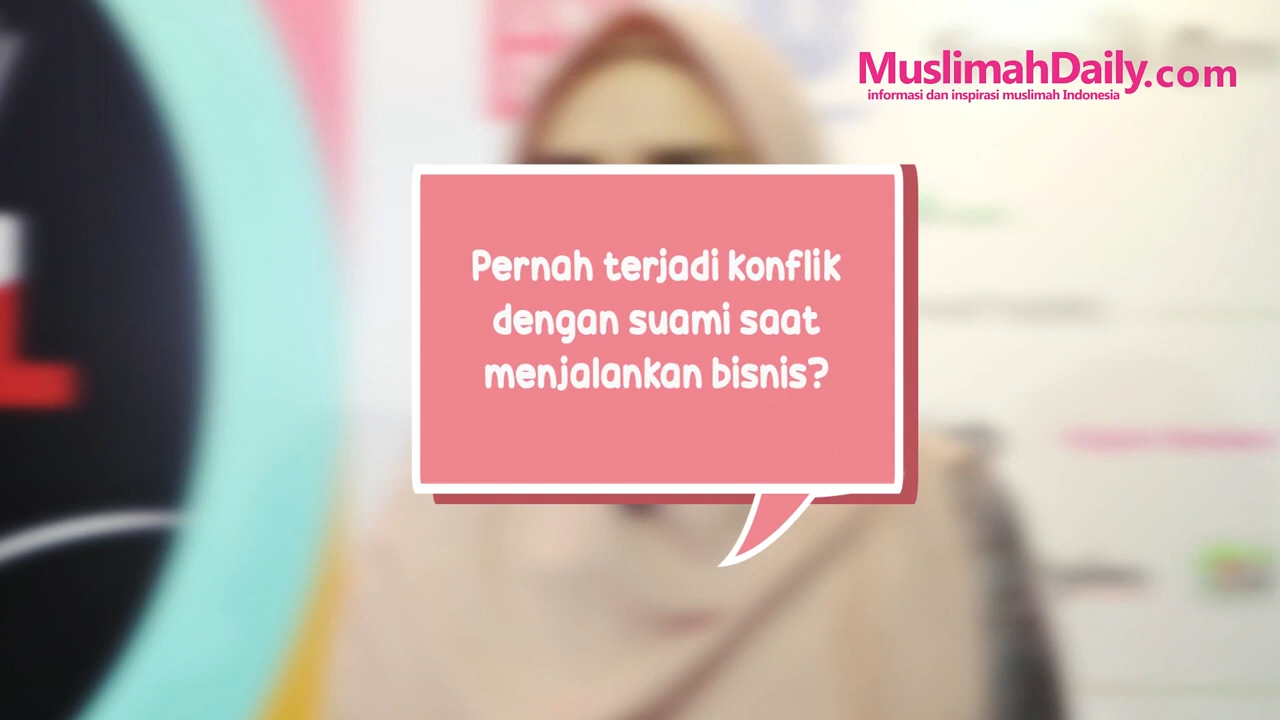 MuslimahDaily.com
informasi dan inspirasi muslimah Indonesia
Pernah terjadi konflik
dengan suami saat
menjalankan bisnis?